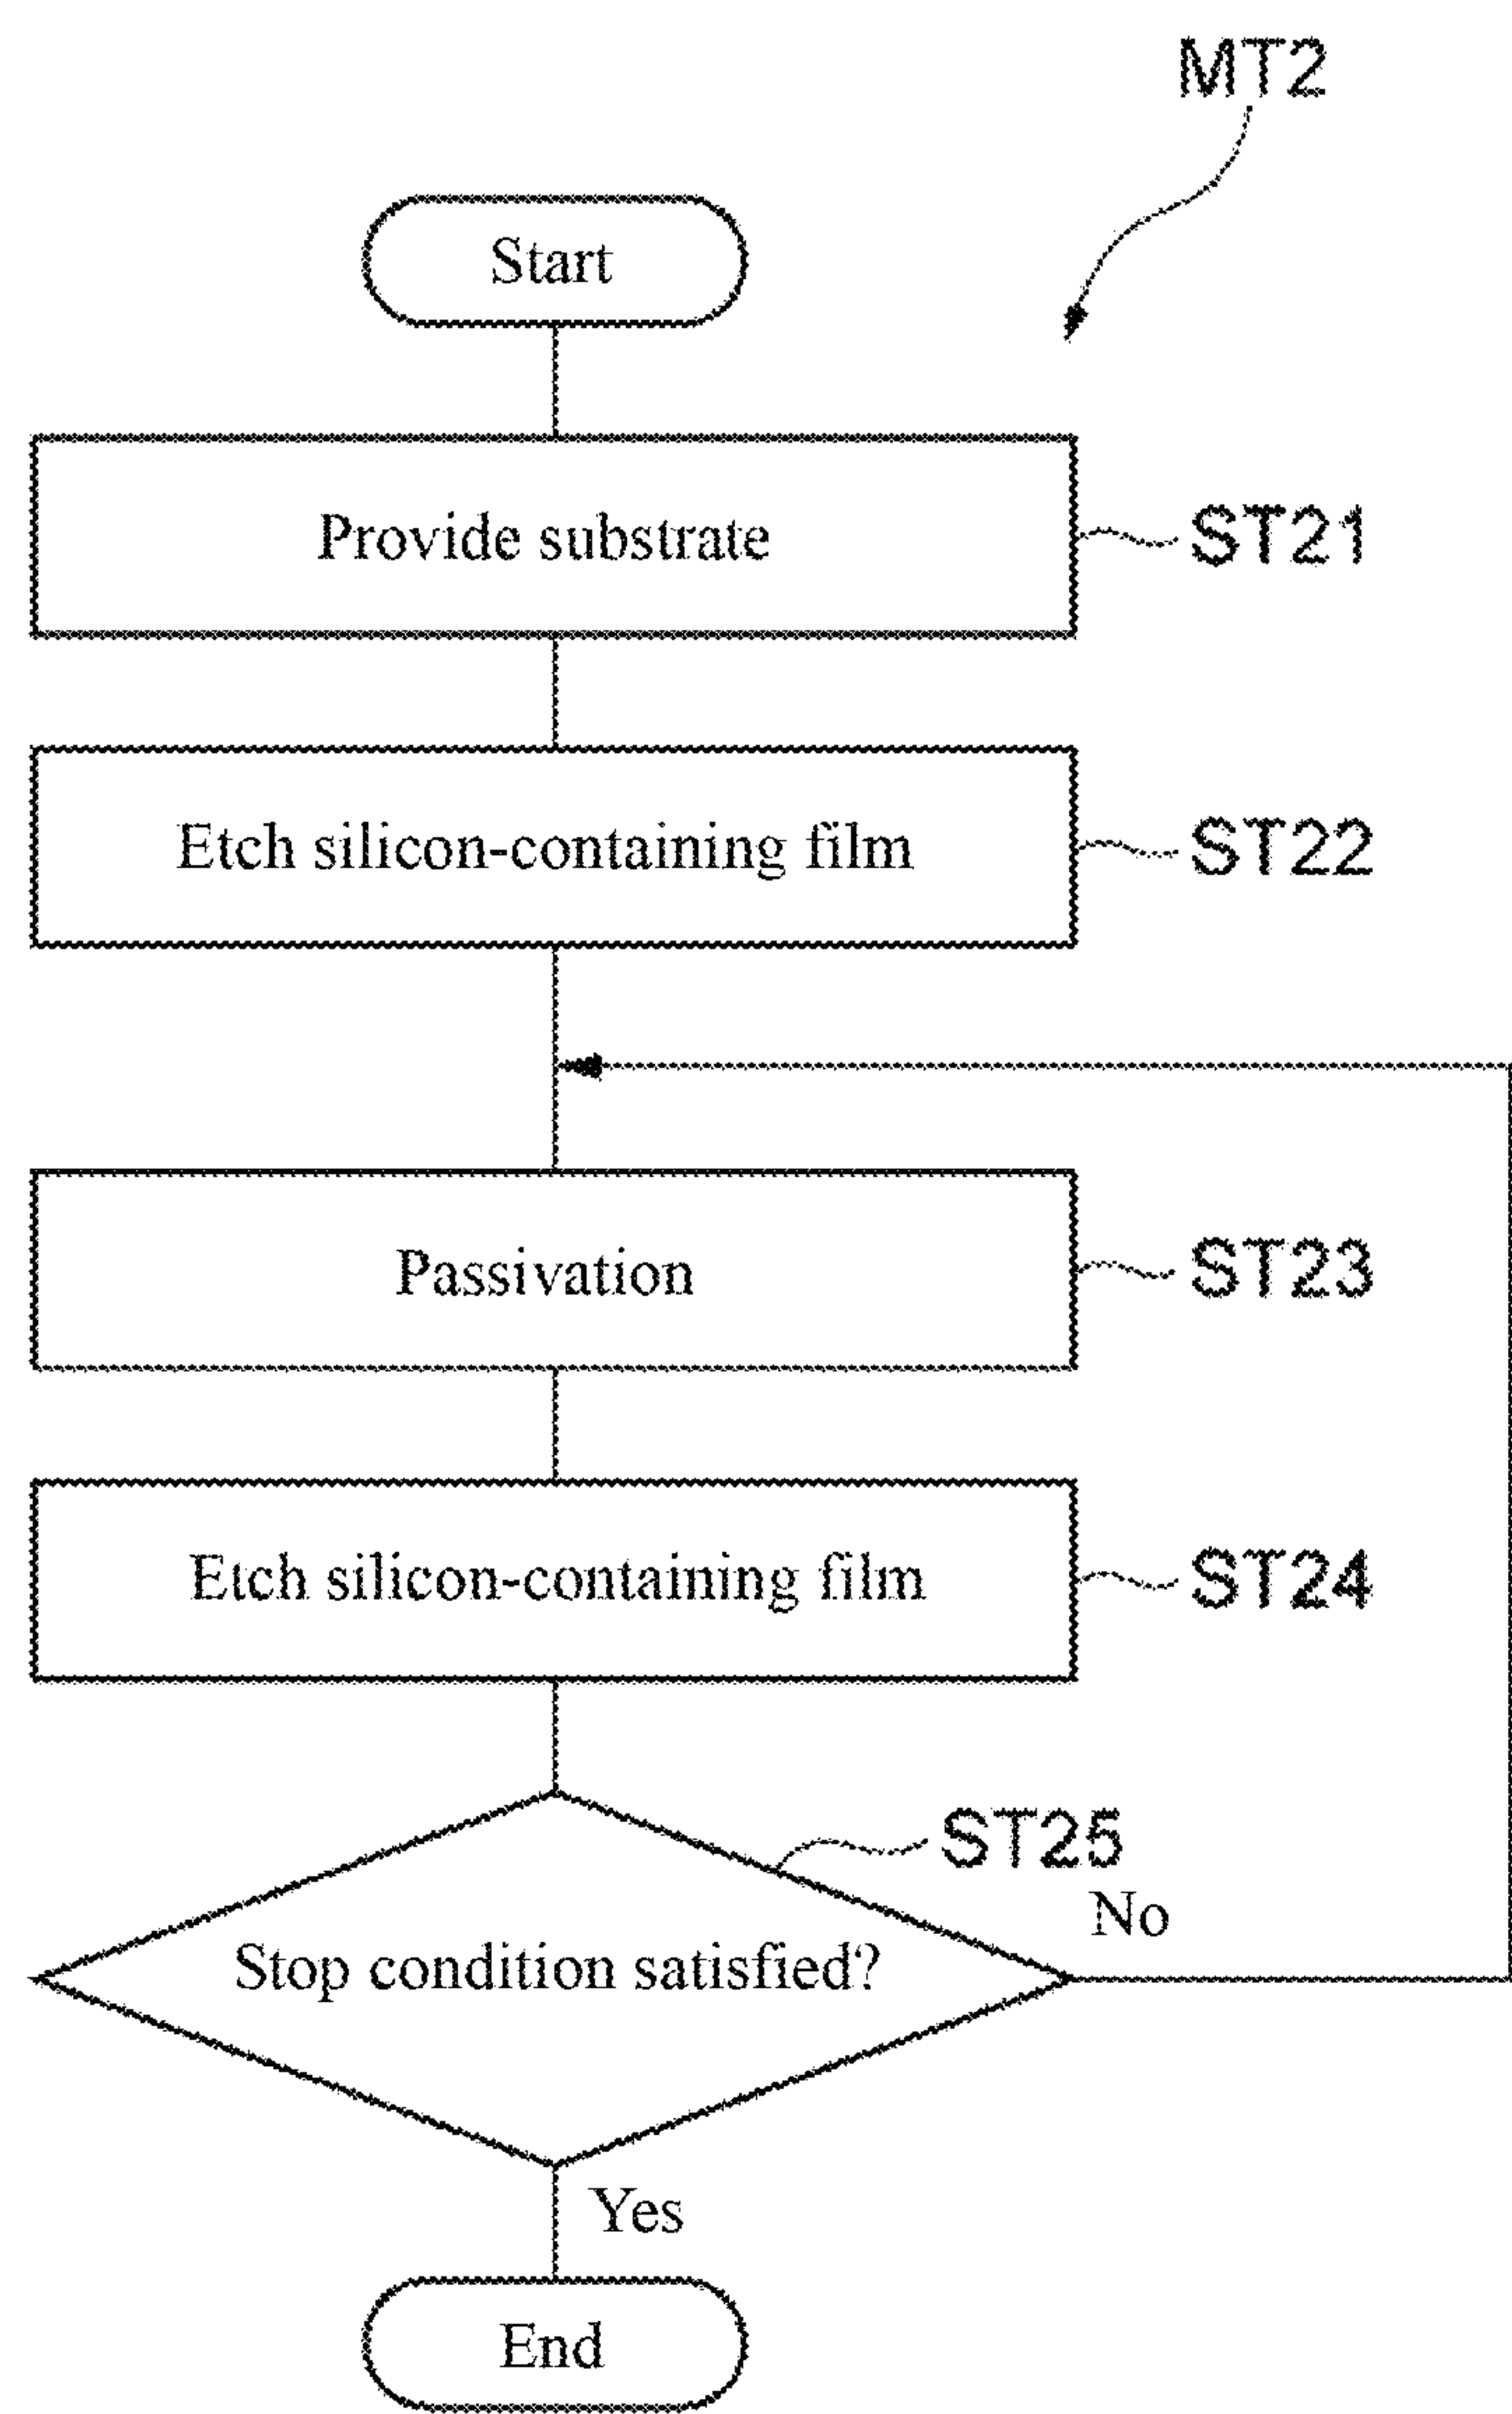 MT2
Start
Provide substrate
ST21
Etch silicon-containing film
ST22
Passivation
ST23
Etch silicon-containing film
ST24
ST25
No
Stop condition satisfied?
Yes
End